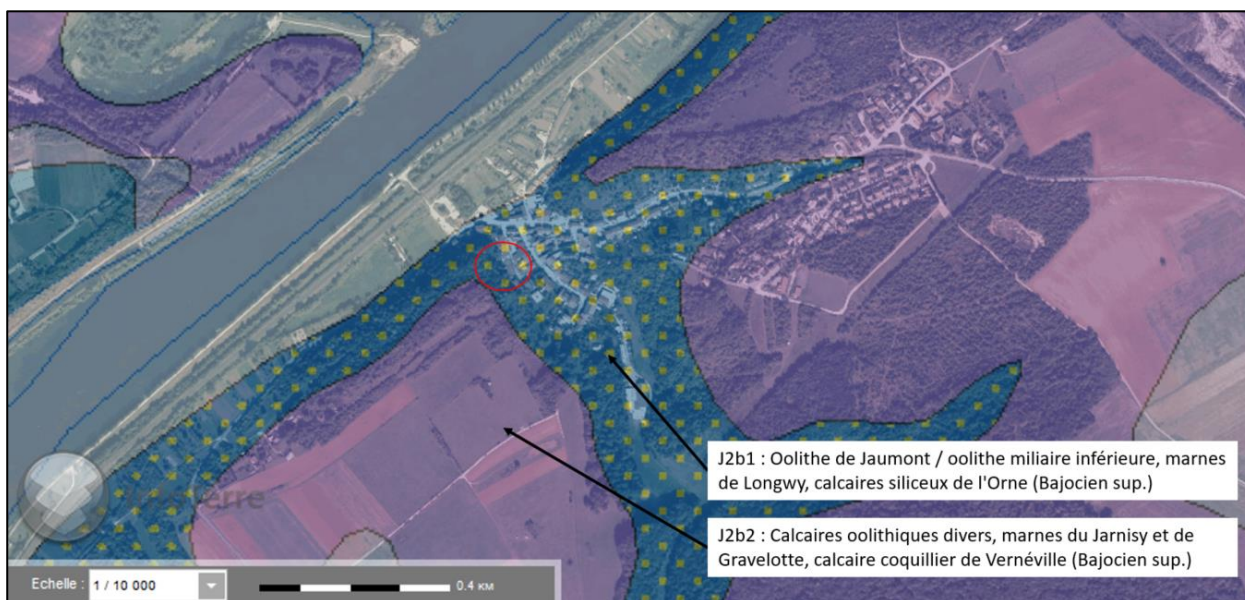 J2b1 : Oolithe de Jaumont / oolithe miliaire inférieure, marnes
de Longwy, calcaires siliceux de l'Orne (Bajocien sup.)
J2b2 : Calcaires oolithiques divers, marnes du Jarnisy et de
Gravelotte, calcaire coquillier de Vernéville (Bajocien sup.)
Echelle : 1 / 10 000 0.4 км